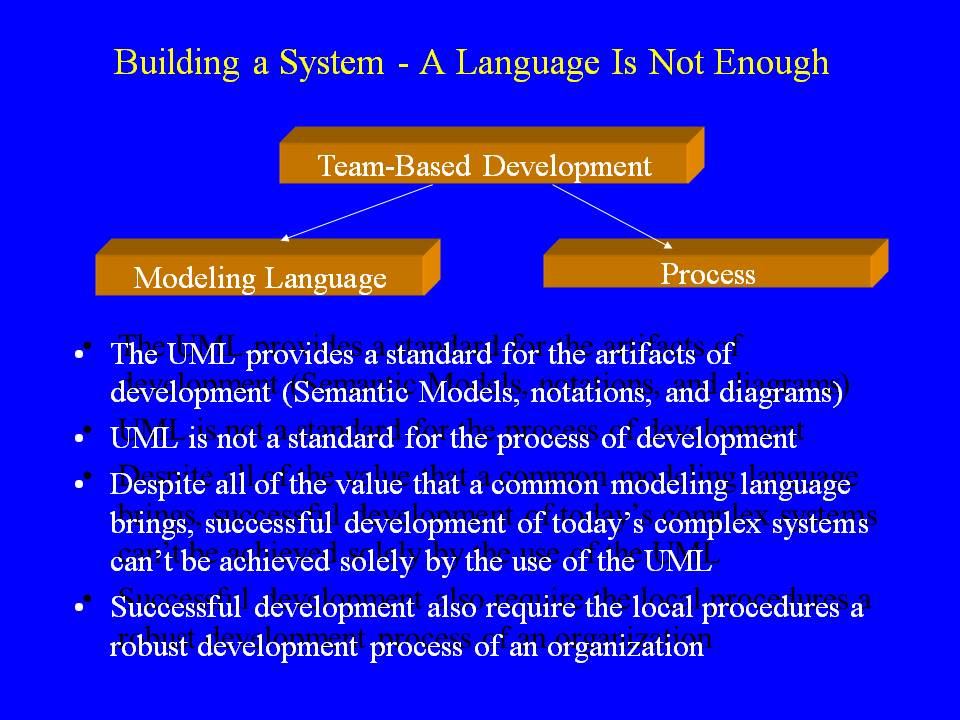 Building a System - A Language Is Not Enough
Team-Based Development
Modeling Language
Process
• The UML provides a standard for the artifacts of
development (Semantic Models, notations, and diagrams)
• UML is not a standard for the process of development
• Despite all of the value that a common modeling language
brings, successful development of today’s complex systems
can’t be achieved solely by the use of the UML
• Successful development also require the local procedures a
robust development process of an organization